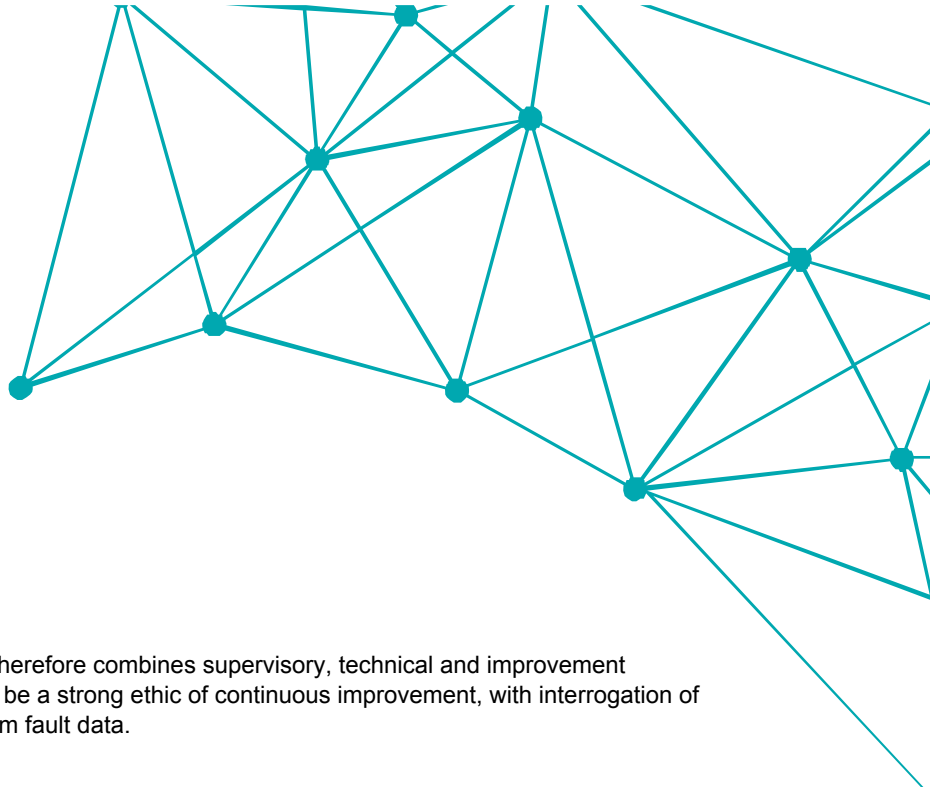 herefore combines supervisory, technical and improvement
be a strong ethic of continuous improvement, with interrogation of
m fault data.